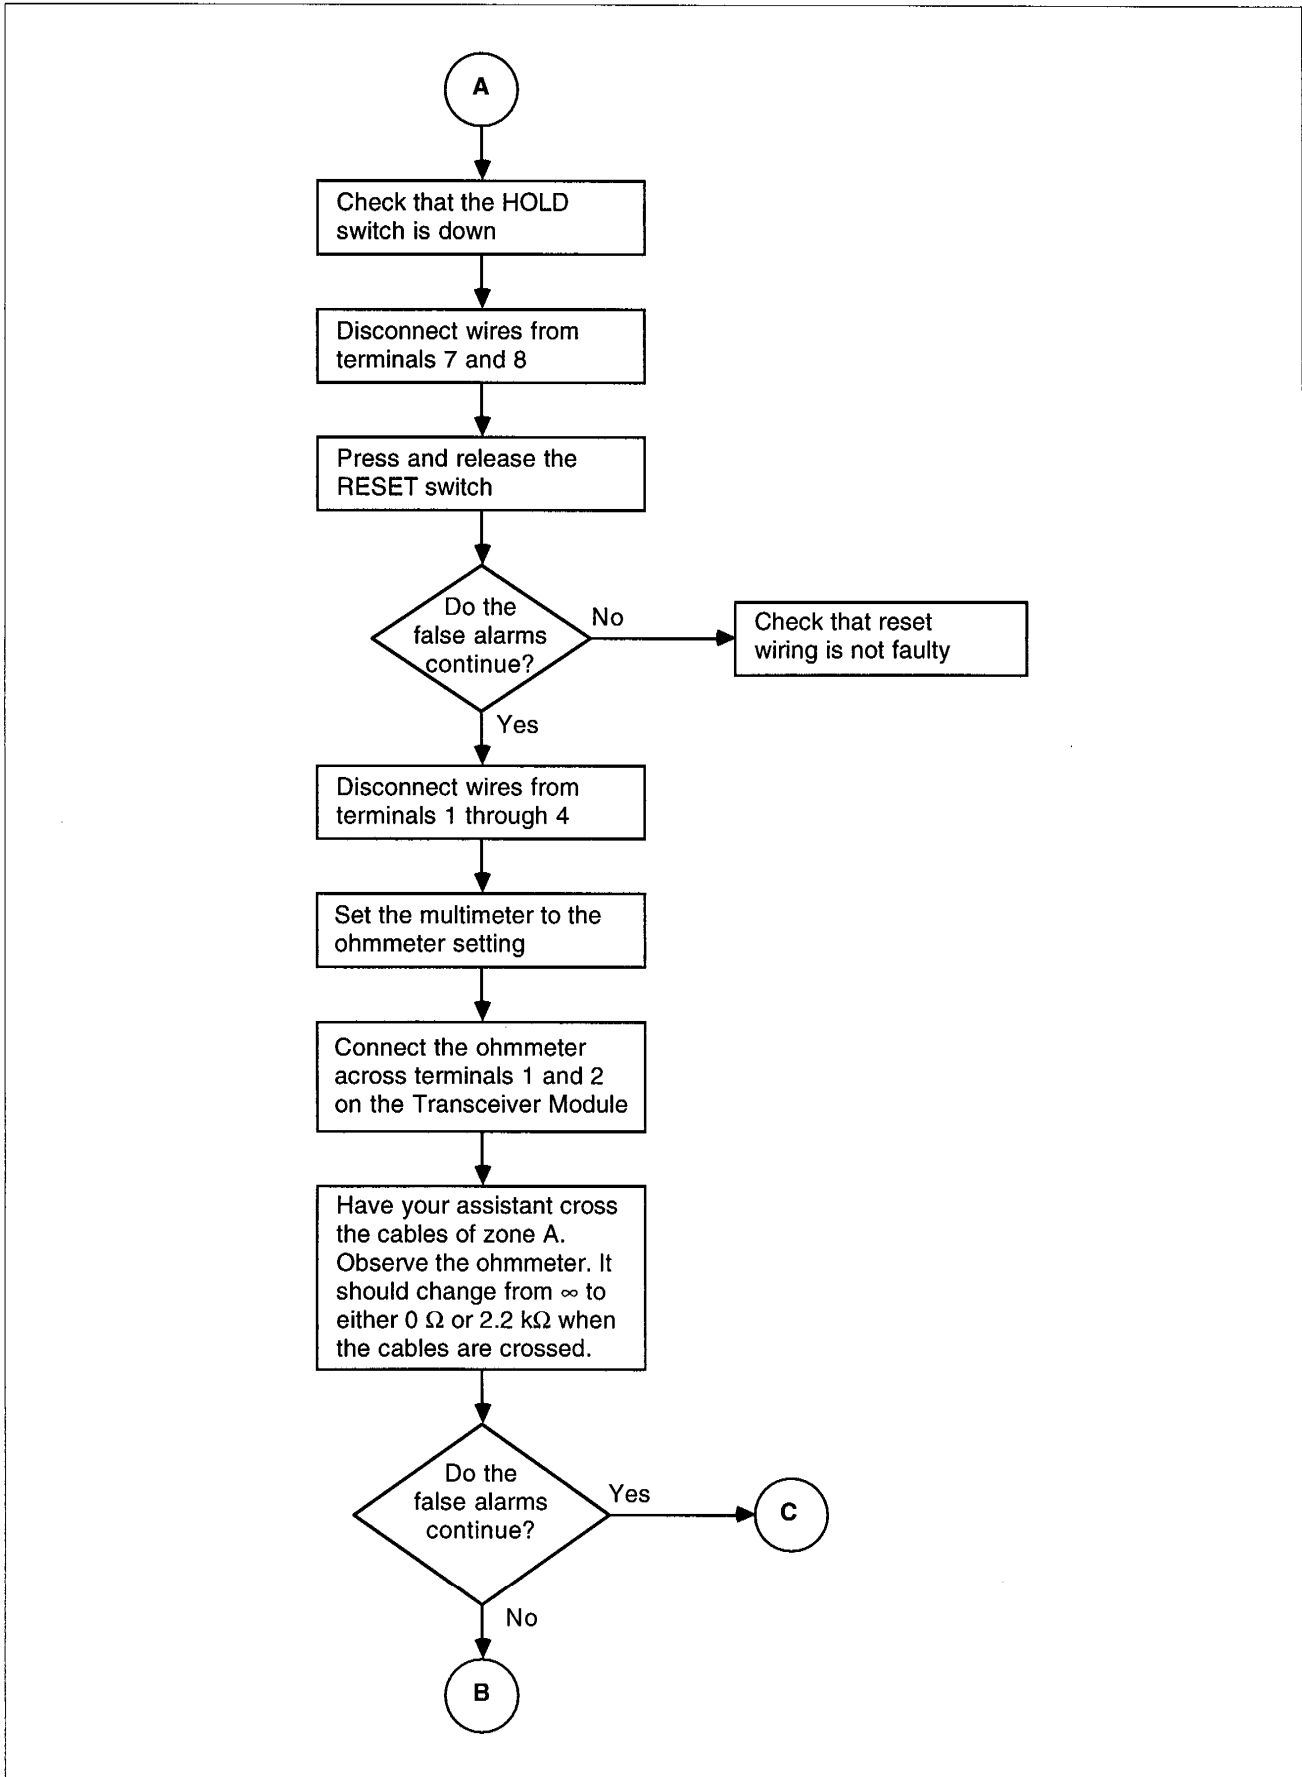 A
Check that the HOLD
switch is down
Disconnect wires from
terminals 7 and 8
Press and release the
RESET switch
Do the
false alarms
continue?
No
Check that reset
wiring is not faulty
Yes
Disconnect wires from
terminals 1 through 4
Set the multimeter to the
ohmmeter setting
Connect the ohmmeter
across terminals 1 and 2
on the Transceiver Module
Have your assistant cross
the cables of zone A.
Observe the ohmmeter. It
should change from ∞ to
either 0 Ω or 2.2 kΩ when
the cables are crossed.
Do the
false alarms
continue?
Yes
C
No
B